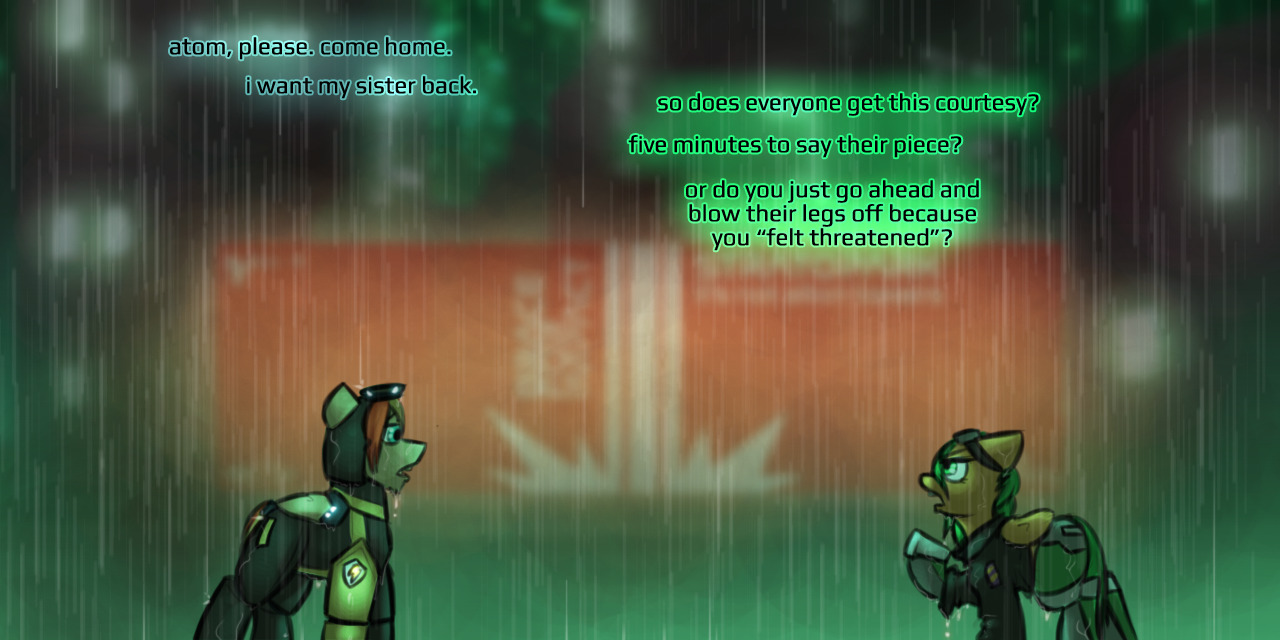 atom, please. come home.
i want my sister back.
so does everyone get this courtesy?
five minutes to say their piece?
or do you just go ahead and
blow their legs off because
you “felt threatened”?